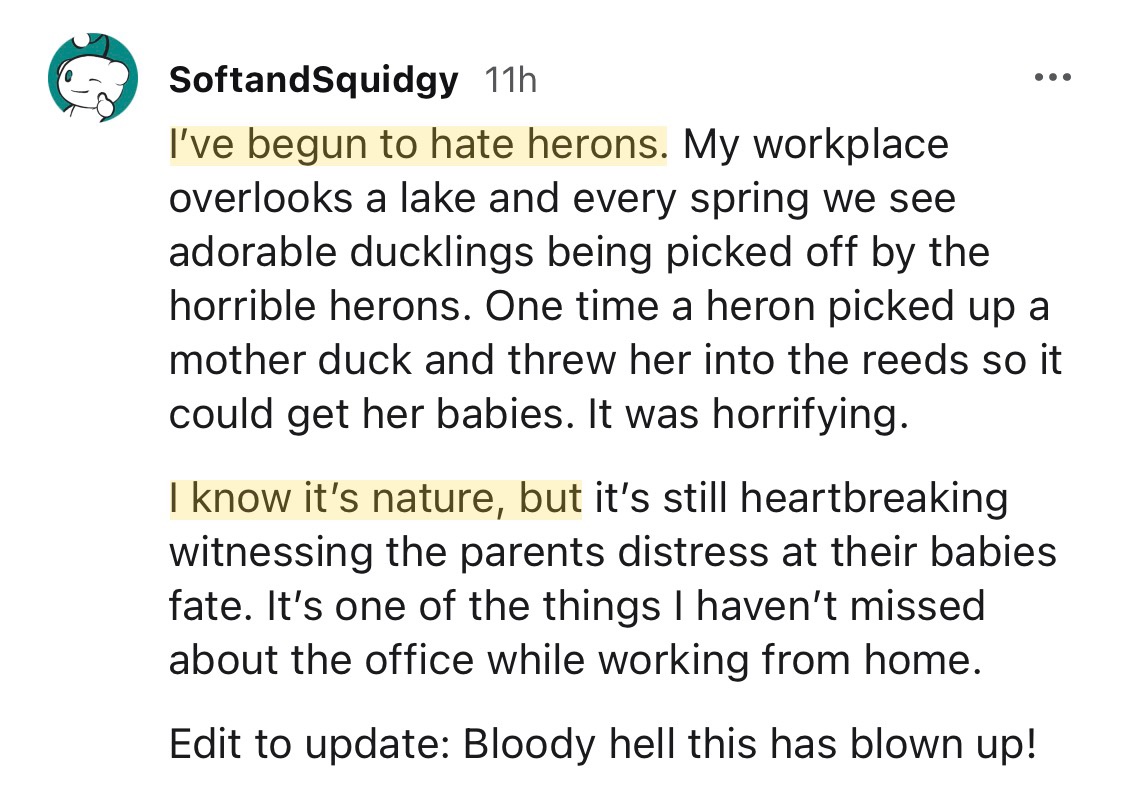 SoftandSquidgy 11h
I’ve begun to hate herons. My workplace
overlooks a lake and every spring we see
adorable ducklings being picked off by the
horrible herons. One time a heron picked up a
mother duck and threw her into the reeds so it
could get her babies. It was horrifying.
I know it’s nature, but it’s still heartbreaking
witnessing the parents distress at their babies
fate. It’s one of the things I haven’t missed
about the office while working from home.
Edit to update: Bloody hell this has blown up!